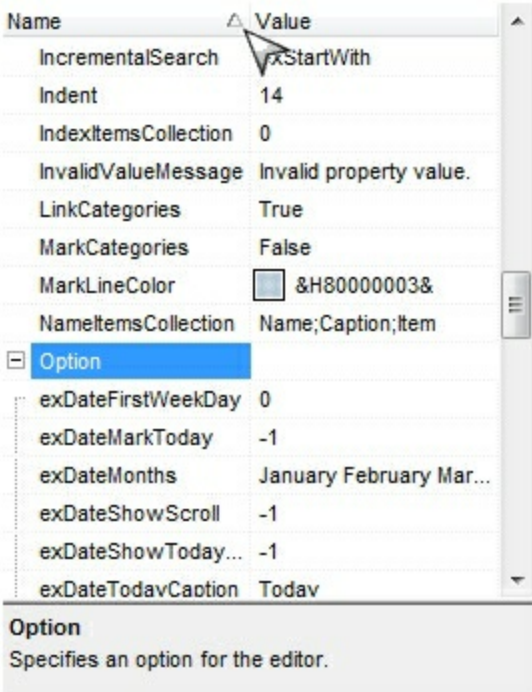 Name Value
IncrementalSearch exStartWith
Indent 14
IndexItemsCollection 0
InvalidValueMessage Invalid property value.
LinkCategories True
MarkCategories False
MarkLineColor &H80000003&
NameItemsCollection Name;Caption;Item
Option
exDateFirstWeekDay 0
exDateMarkToday -1
exDateMonths January February Mar...
exDateShowScroll -1
exDateShowToday... -1
exDateTodayCaption Today
Option
Specifies an option for the editor.